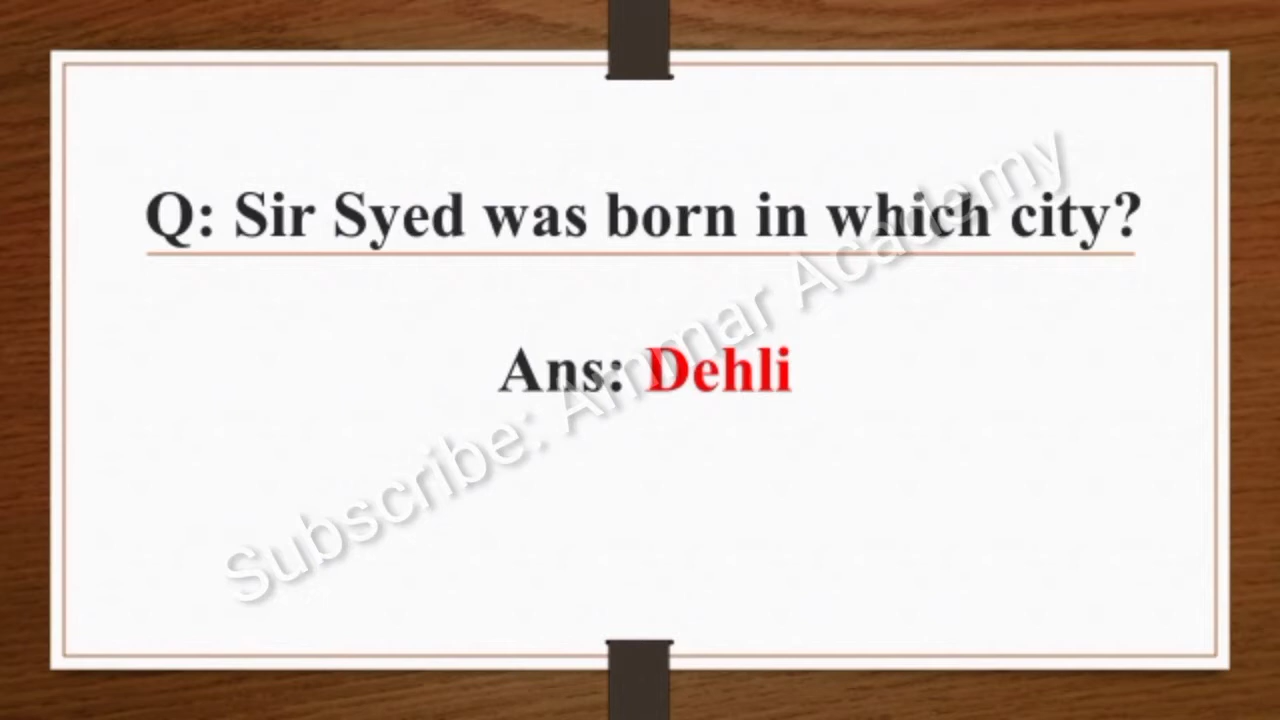 Q: Sir Syed was born in which city?
Ans: Dehli
Subscribe: Ammar Academy